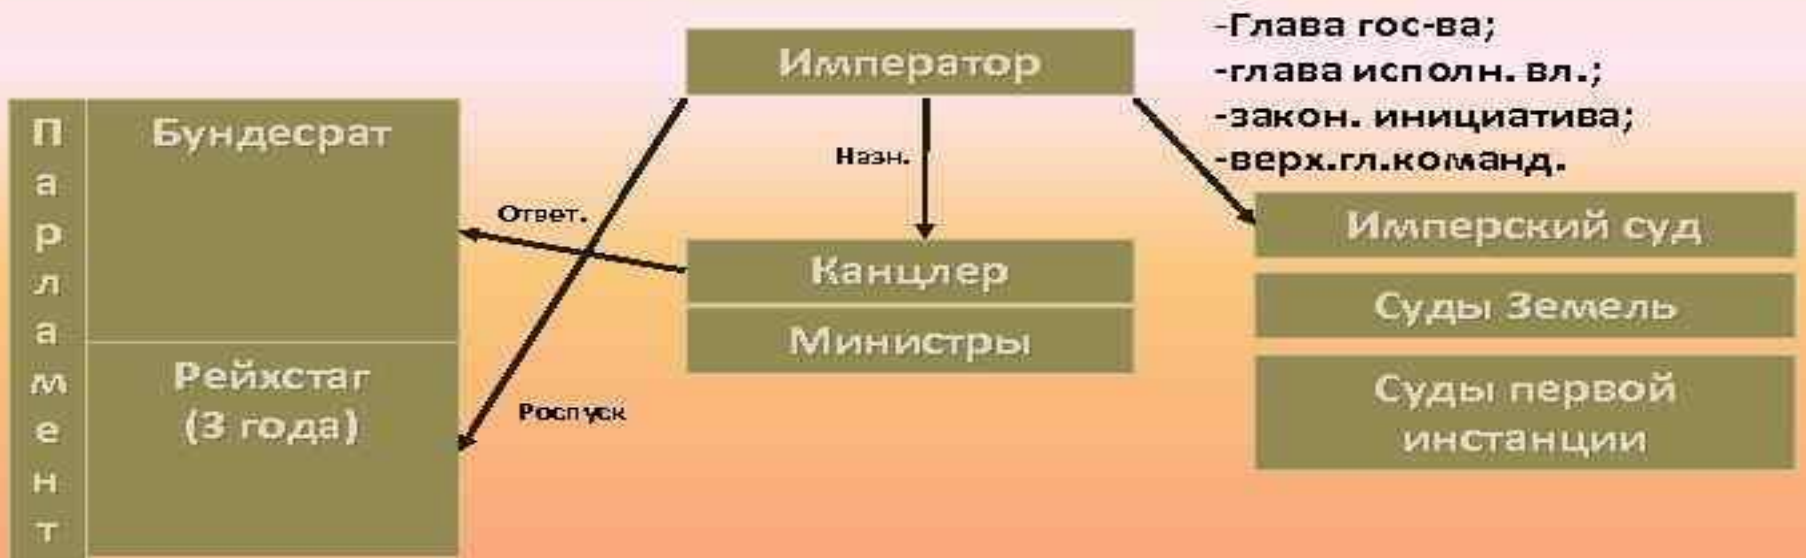 Император
-Глава гос-ва;
-глава исполн. вл.;
-закон. инициатива;
-верх.гл.команд.
Парламент
Бундесрат
Рейхстаг
(3 года)
Ответ.
Назн.
Роспуск
Канцлер
Министры
Имперский суд
Суды Земель
Суды первой
инстанции